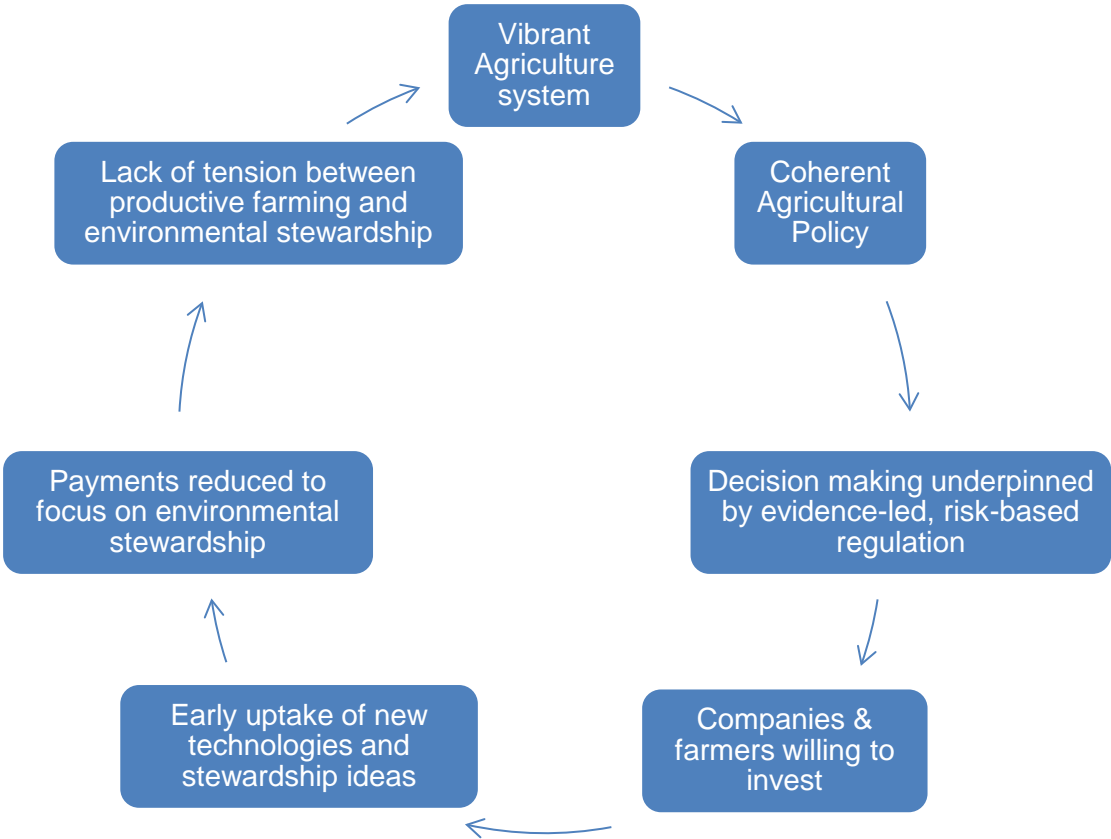 Vibrant
Agriculture
system
Coherent
Agricultural
Policy
Decision making underpinned
by evidence-led, risk-based
regulation
Companies &
farmers willing to
invest
Early uptake of new
technologies and
stewardship ideas
Payments reduced to
focus on environmental
stewardship
Lack of tension between
productive farming and
environmental stewardship